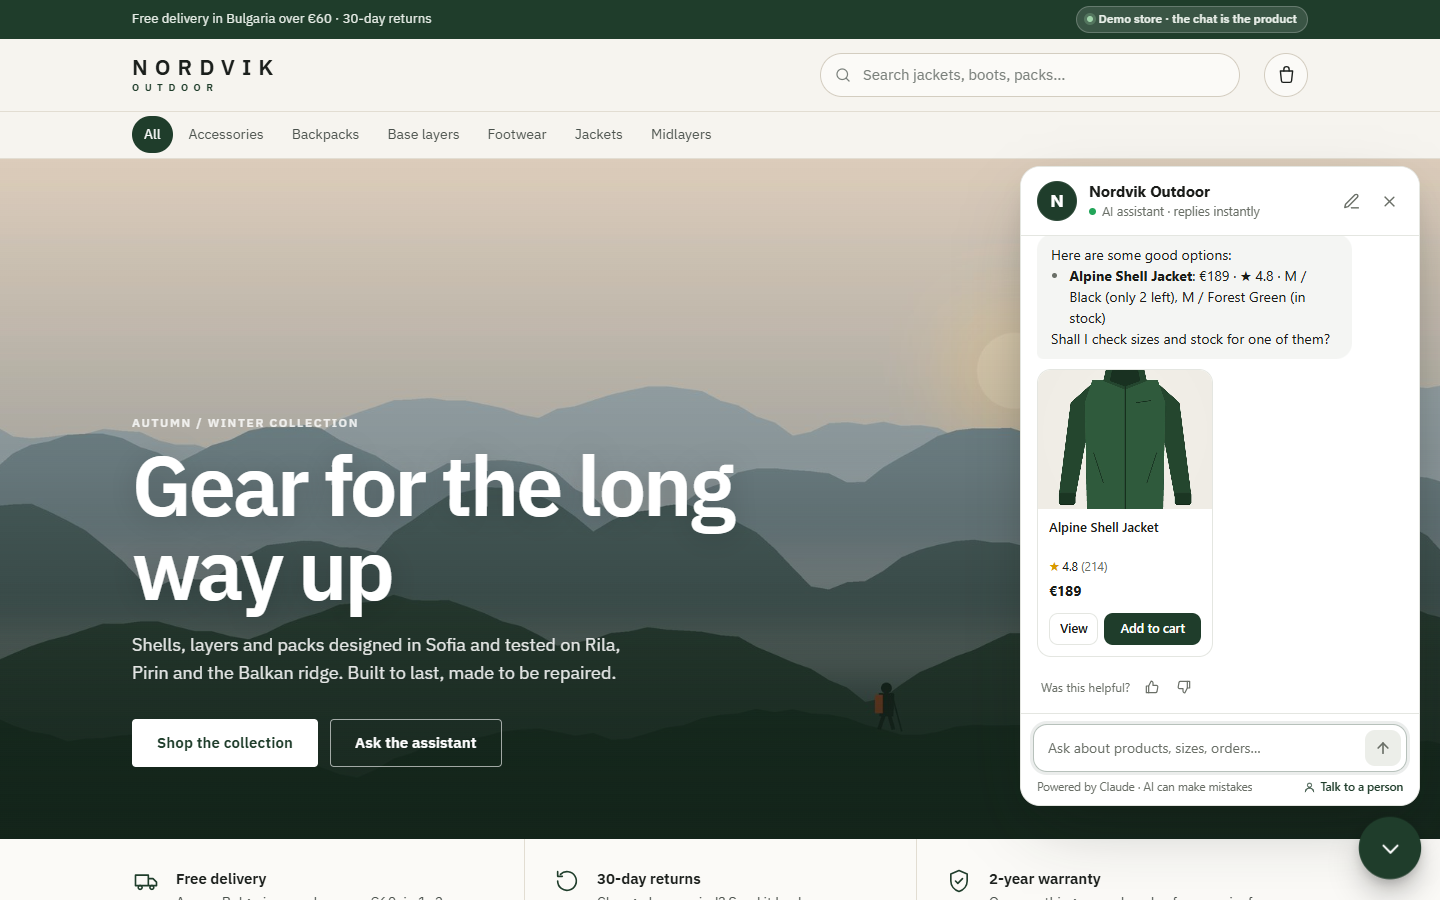 Free delivery in Bulgaria over €60 · 30-day returns
Demo store · the chat is the product
NORDVIK
OUTDOOR
Search jackets, boots, packs...
All
Accessories
Backpacks
Base layers
Footwear
Jackets
Midlayers
AUTUMN / WINTER COLLECTION
Gear for the long
way up
Shells, layers and packs designed in Sofia and tested on Rila,
Pirin and the Balkan ridge. Built to last, made to be repaired.
Shop the collection
Ask the assistant
N
Nordvik Outdoor
AI assistant · replies instantly
Here are some good options:
• Alpine Shell Jacket: €189 · ★ 4.8 · M /
Black (only 2 left), M / Forest Green (in
stock)
Shall I check sizes and stock for one of them?
Alpine Shell Jacket
★ 4.8 (214)
€189
View
Add to cart
Was this helpful?
Ask about products, sizes, orders...
Powered by Claude · AI can make mistakes
Talk to a person
Free delivery
30-day returns
2-year warranty